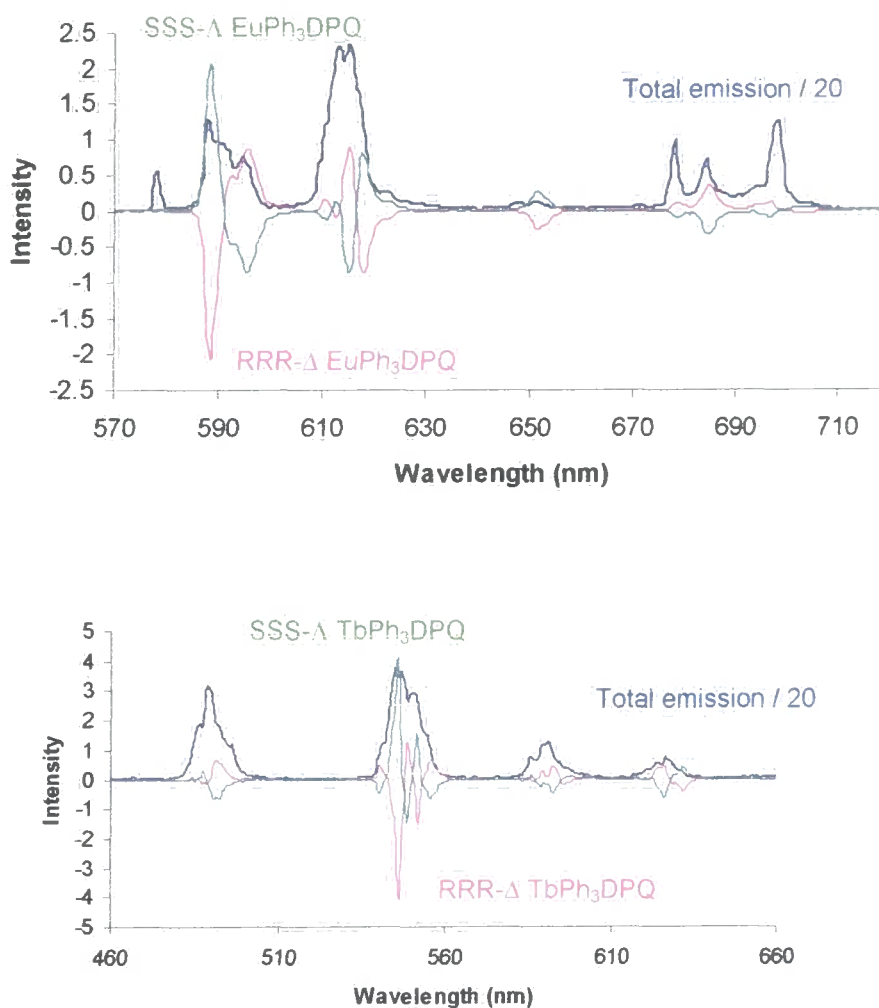 SSS-Λ EuPh₃DPQ
Total emission / 20
2.5
2
1.5
1
0.5
0
-0.5
-1
-1.5
-2
-2.5
Intensity
RRR-Δ EuPh₃DPQ
570 590 610 630 650 670 690 710
Wavelength (nm)
SSS-Λ TbPh₃DPQ
Total emission / 20
5
4
3
2
1
0
-1
-2
-3
-4
-5
Intensity
RRR-Δ TbPh₃DPQ
460 510 560 610 660
Wavelength (nm)